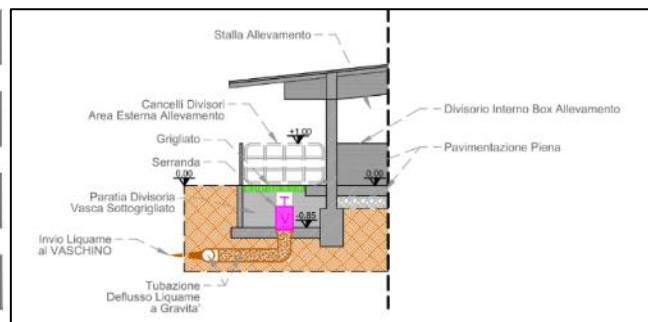 Stalla Allevamento
Cancelli Divisori
Area Esterna Allevamento
Divisorio Interno Box Allevamento
+1.00
Grigliato
Pavimentazione Piena
Serranda
0.00
0.00
Paratia Divisoria
Vasca Sottogrigliato
-0.85
Invio Liquame
al VASCHINO
Tubazione
Deflusso Liquame
a Gravita'